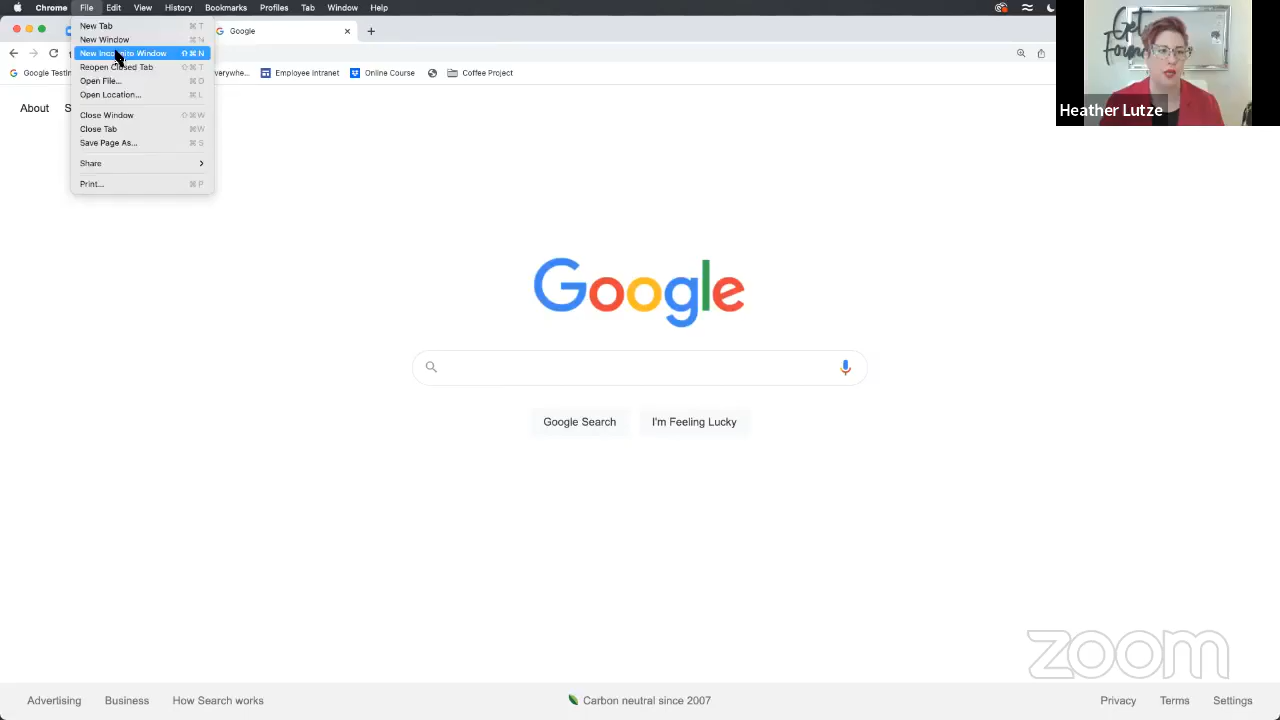 Chrome File Edit View History Bookmarks Profiles Tab Window Help
New Tab ⌘ T
New Window ⌘ N
New Incognito Window ⇧ ⌘ N
Reopen Closed Tab ⇧ ⌘ T
Open File... ⌘ O
Open Location... ⌘ L
Close Window ⇧ ⌘ W
Close Tab ⌘ W
Save Page As... ⌘ S
Share
Print... ⌘ P
Google
Employee Intranet Online Course Coffee Project
About
Get
Found
Heather Lutze
Google
Google Search I'm Feeling Lucky
zoom
Advertising Business How Search works Carbon neutral since 2007 Privacy Terms Settings